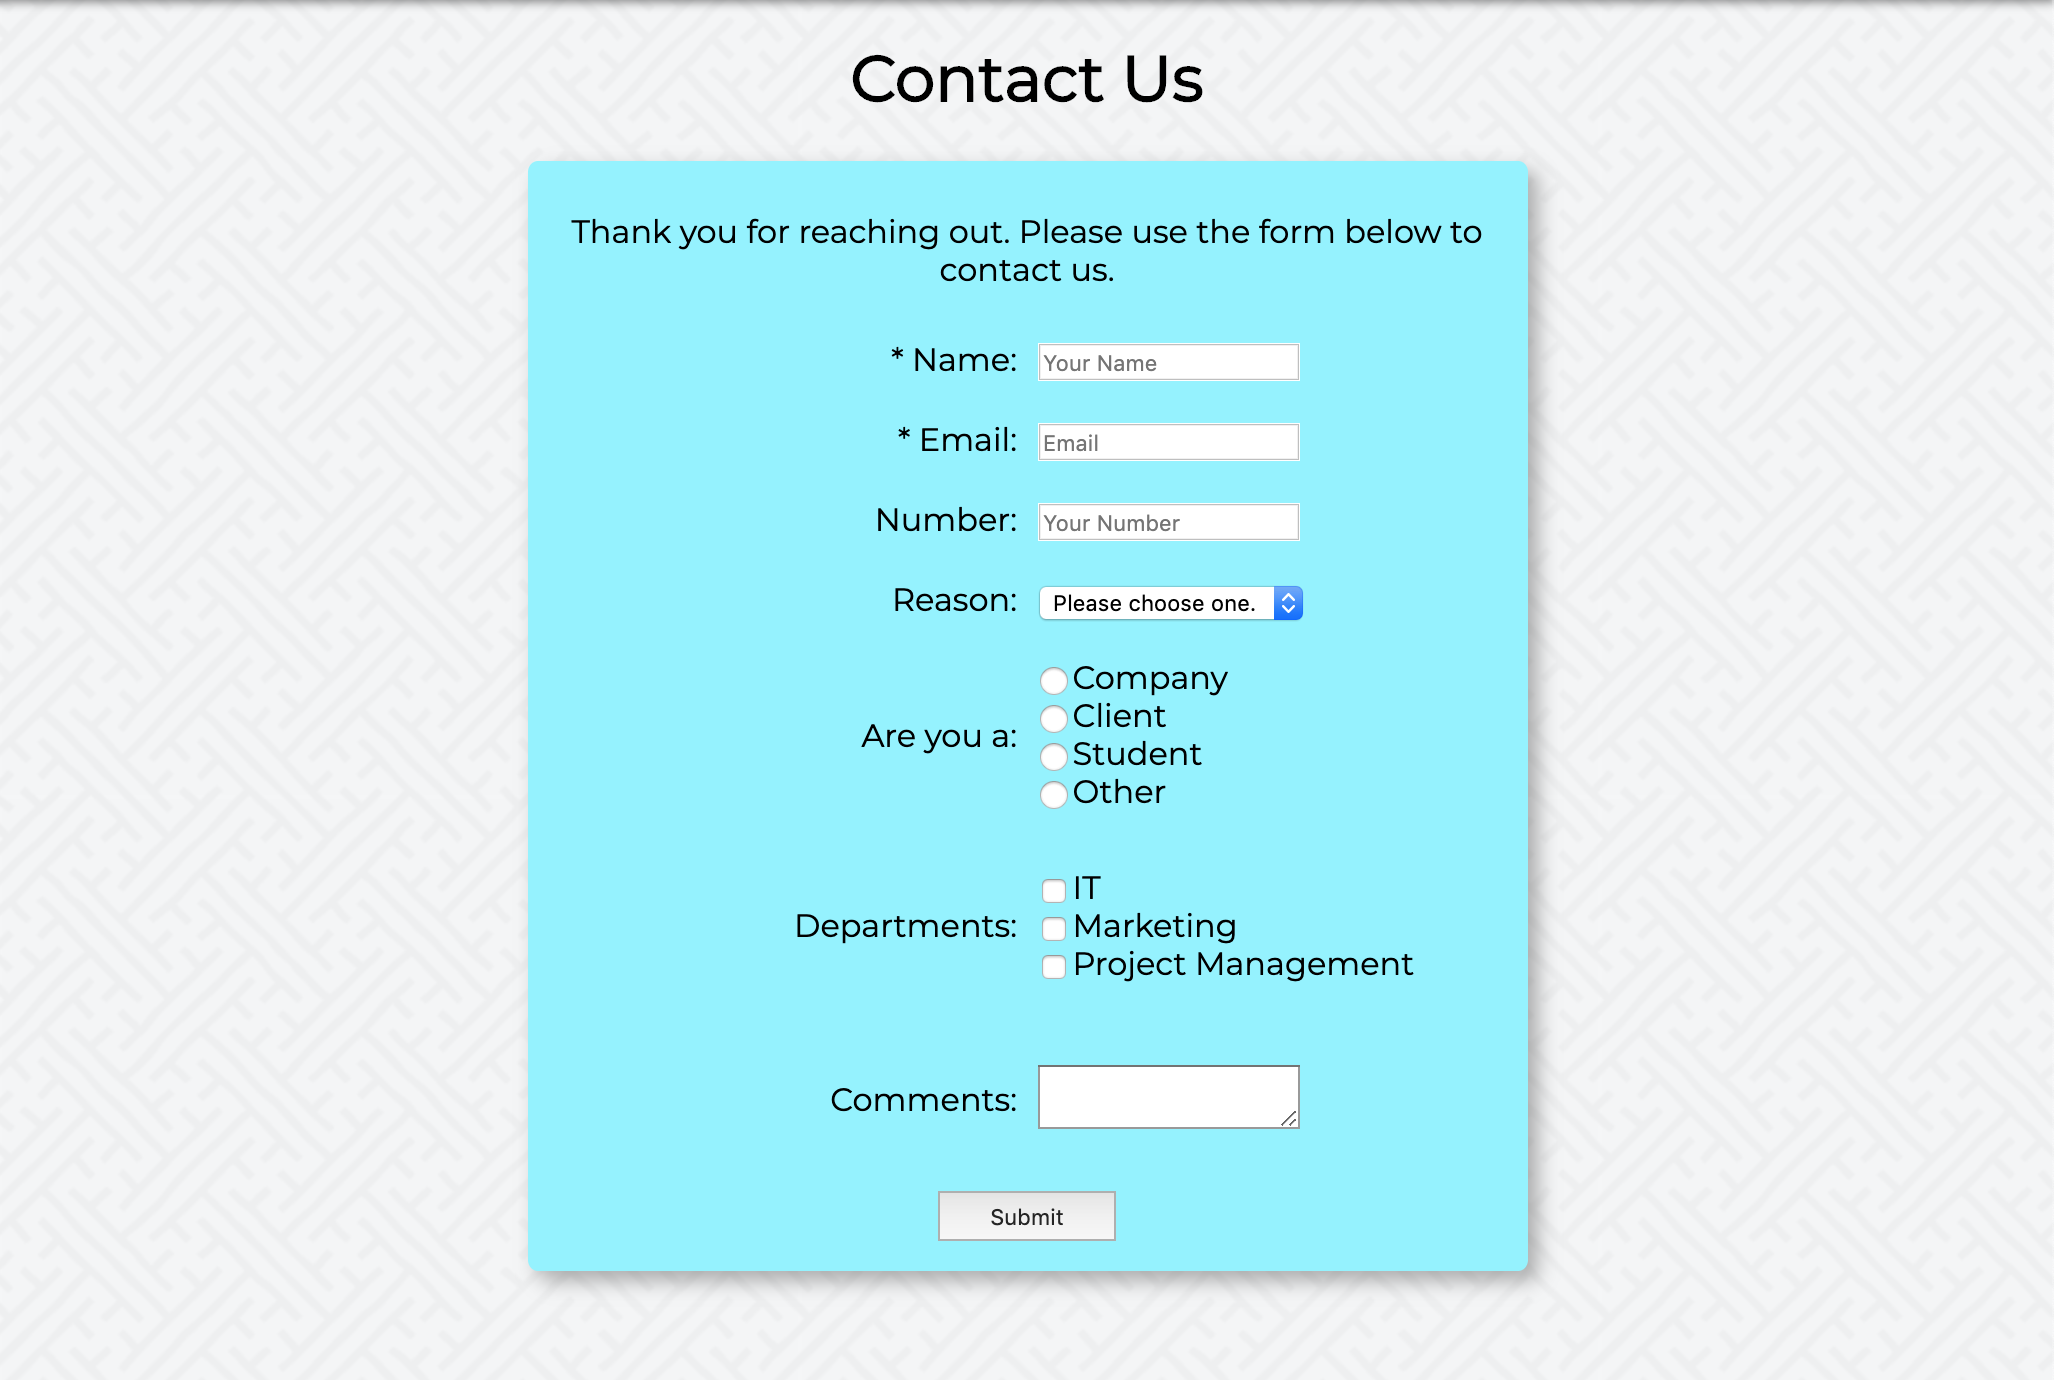 Contact Us
Thank you for reaching out. Please use the form below to
contact us.
* Name: Your Name
* Email: Email
Number: Your Number
Reason: Please choose one.
Are you a:
Company
Client
Student
Other
Departments:
IT
Marketing
Project Management
Comments:
Submit